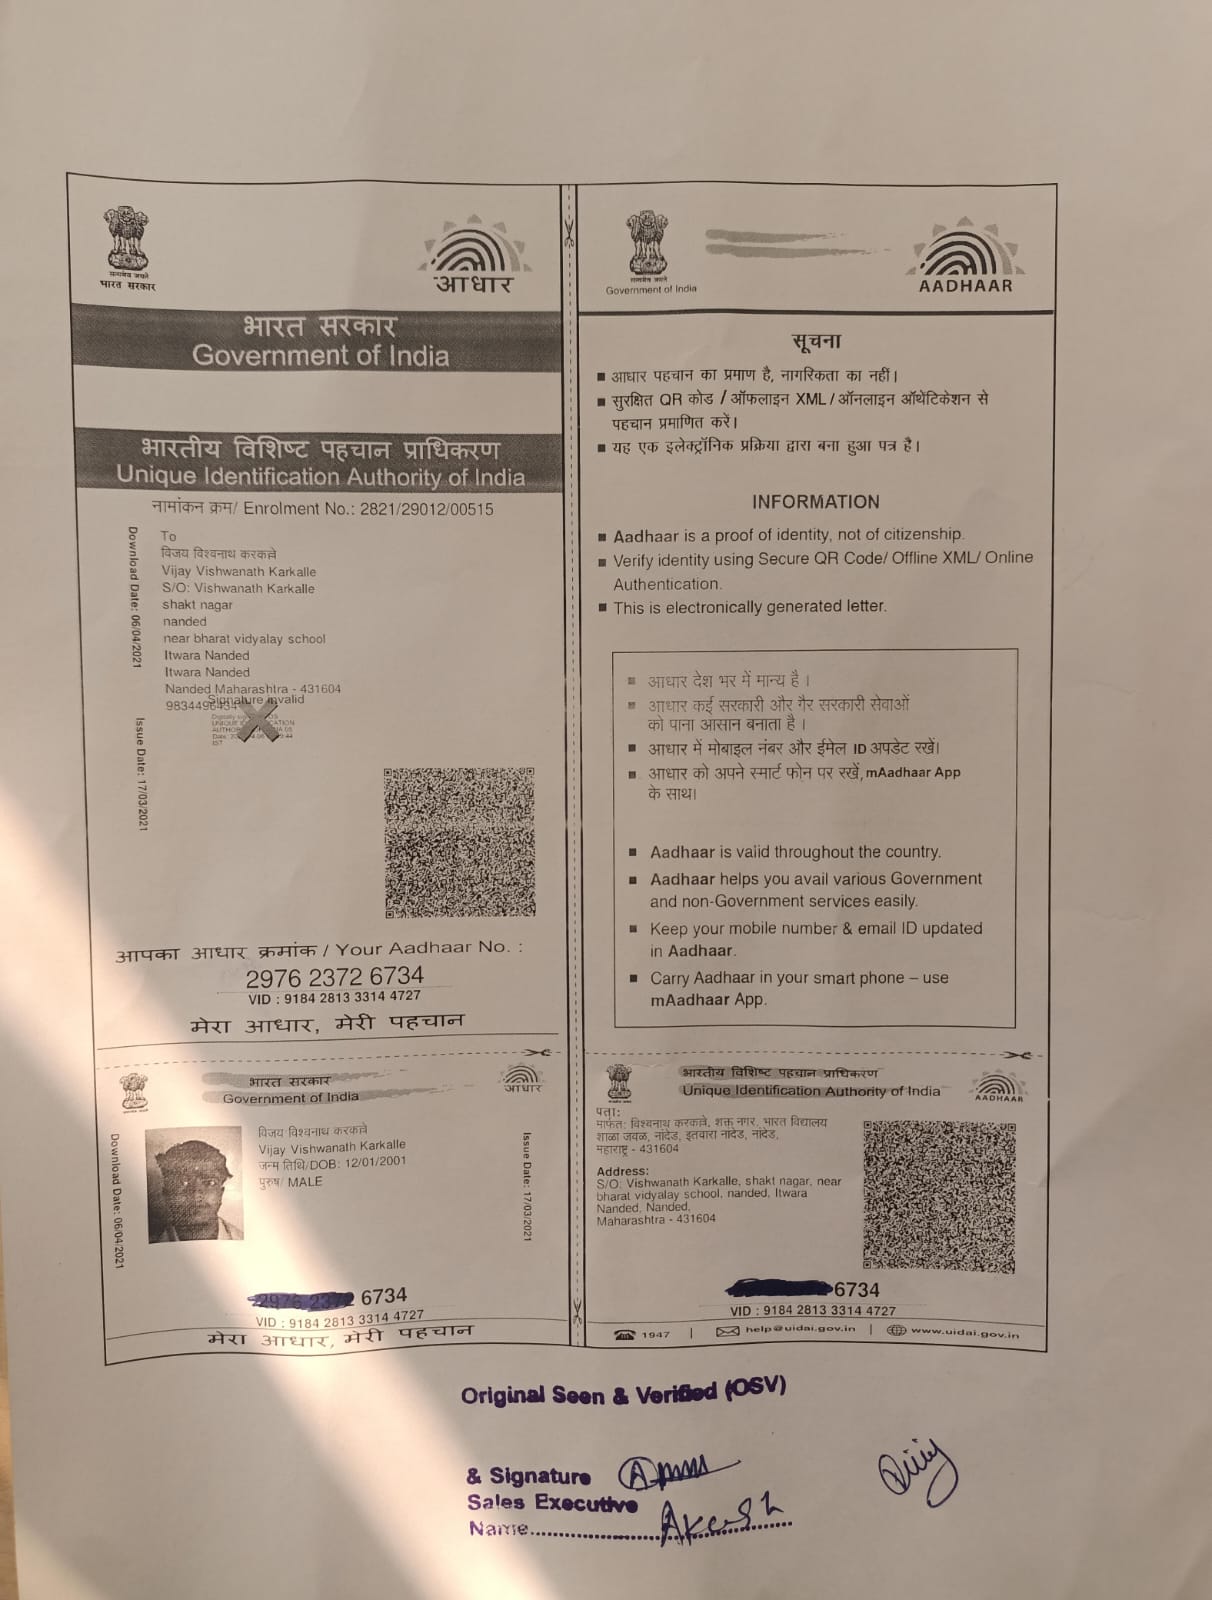 सत्यमेव जयते
भारत सरकार
आधार
भारत सरकार
Government of India
भारतीय विशिष्ट पहचान प्राधिकरण
Unique Identification Authority of India
नामांकन क्रम/ Enrolment No.: 2821/29012/00515
To
विजय विश्वनाथ करकल्ले
Vijay Vishwanath Karkalle
S/O: Vishwanath Karkalle
shakt nagar
nanded
near bharat vidyalay school
Itwara Nanded
Itwara Nanded
Nanded Maharashtra - 431604
Signature invalid
Download Date: 06/04/2021
Issue Date: 17/03/2021
आपका आधार क्रमांक / Your Aadhaar No. :
2976 2372 6734
VID : 9184 2813 3314 4727
मेरा आधार, मेरी पहचान
सत्यमेव जयते
Government of India
AADHAAR
सूचना
आधार पहचान का प्रमाण है, नागरिकता का नहीं।
सुरक्षित QR कोड / ऑफलाइन XML / ऑनलाइन ऑथेंटिकेशन से
पहचान प्रमाणित करें।
यह एक इलेक्ट्रॉनिक प्रक्रिया द्वारा बना हुआ पत्र है।
INFORMATION
Aadhaar is a proof of identity, not of citizenship.
Verify identity using Secure QR Code/ Offline XML/ Online
Authentication.
This is electronically generated letter.
आधार देश भर में मान्य है ।
आधार कई सरकारी और गैर सरकारी सेवाओं
को पाना आसान बनाता है ।
आधार में मोबाइल नंबर और ईमेल ID अपडेट रखें।
आधार को अपने स्मार्ट फोन पर रखें, mAadhaar App
के साथ।
Aadhaar is valid throughout the country.
Aadhaar helps you avail various Government
and non-Government services easily.
Keep your mobile number & email ID updated
in Aadhaar.
Carry Aadhaar in your smart phone – use
mAadhaar App.
भारत सरकार
Government of India
आधार
विजय विश्वनाथ करकल्ले
Vijay Vishwanath Karkalle
जन्म तिथि/DOB: 12/01/2001
पुरुष/ MALE
Download Date: 06/04/2021
Issue Date: 17/03/2021
6734
VID : 9184 2813 3314 4727
मेरा आधार, मेरी पहचान
भारतीय विशिष्ट पहचान प्राधिकरण
Unique Identification Authority of India
AADHAAR
पता:
मार्फत: विश्वनाथ करकल्ले, शक्त नगर, भारत विद्यालय
शाळा जवळ, नांदेड, इतवारा नांदेड, नांदेड,
महाराष्ट्र - 431604
Address:
S/O: Vishwanath Karkalle, shakt nagar, near
bharat vidyalay school, nanded, Itwara
Nanded, Nanded,
Maharashtra - 431604
6734
VID : 9184 2813 3314 4727
1947 | help@uidai.gov.in | www.uidai.gov.in
Original Seen & Verified (OSV)
& Signature
Sales Executive
Name.......................... Akash